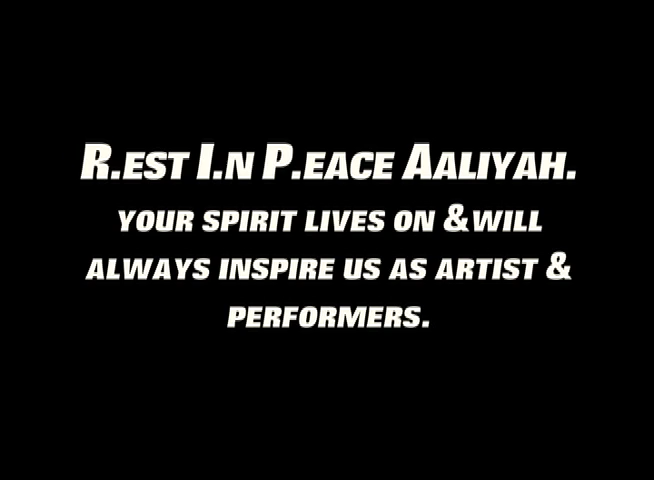 R.EST I.N P.EACE AALIYAH.
YOUR SPIRIT LIVES ON &WILL
ALWAYS INSPIRE US AS ARTIST &
PERFORMERS.